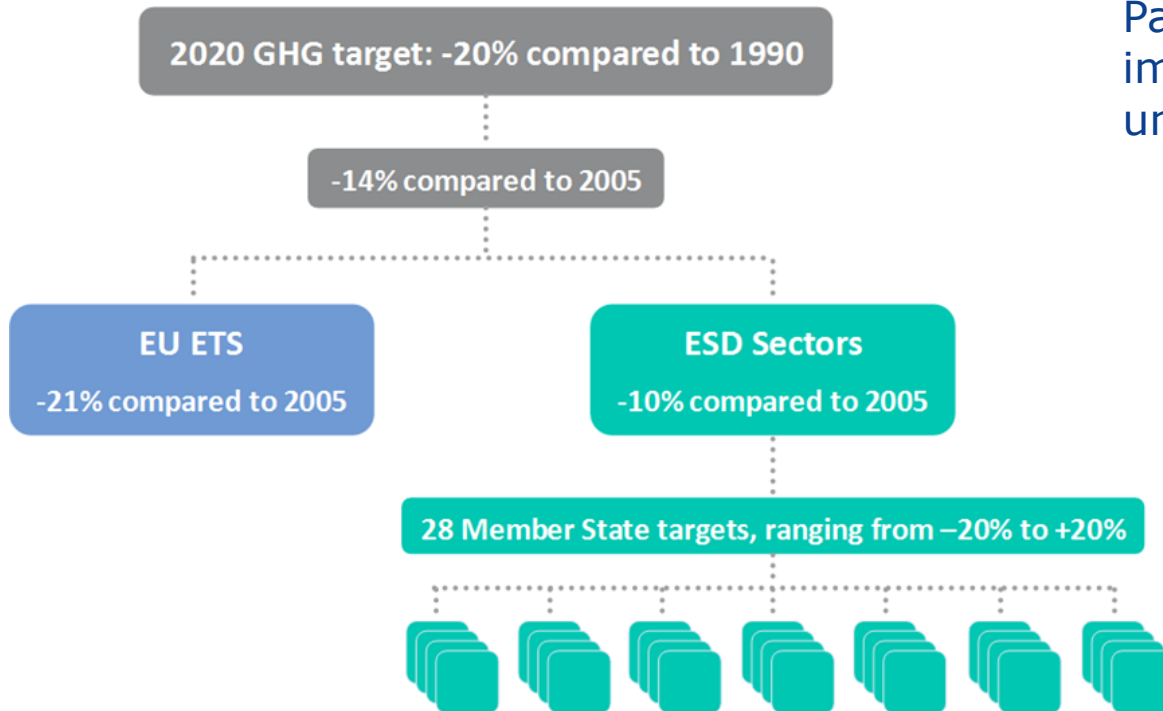 2020 GHG target: -20% compared to 1990
-14% compared to 2005
EU ETS
-21% compared to 2005
ESD Sectors
-10% compared to 2005
28 Member State targets, ranging from –20% to +20%